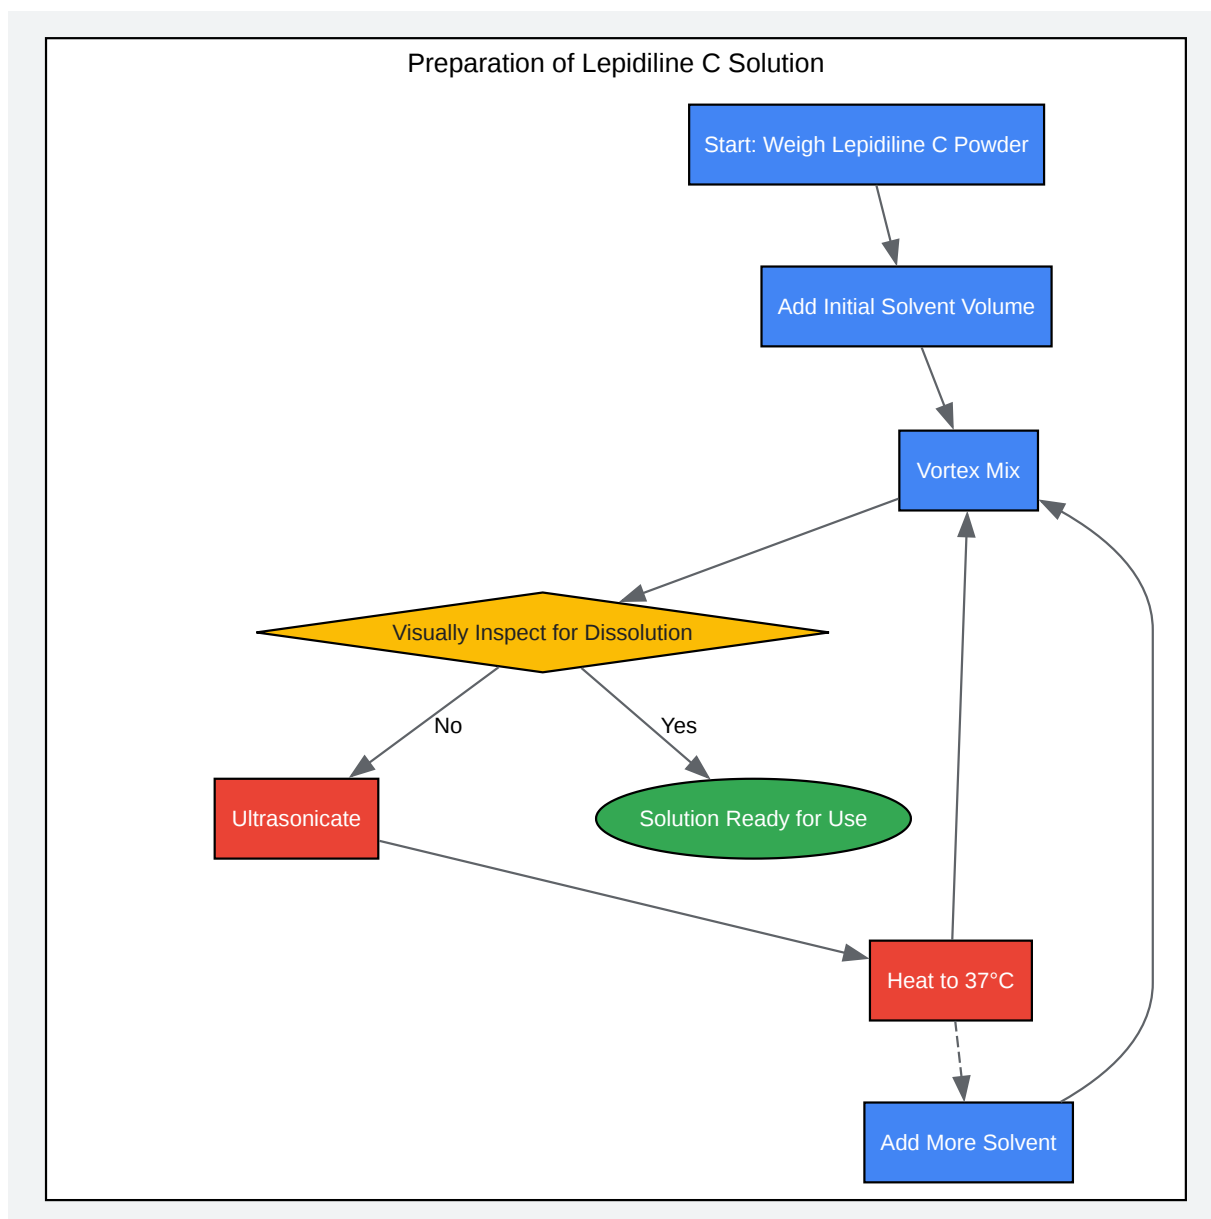 Preparation of Lepidiline C Solution
Start: Weigh Lepidiline C Powder
Add Initial Solvent Volume
Vortex Mix
Visually Inspect for Dissolution
No
Yes
Ultrasonicate
Solution Ready for Use
Heat to 37°C
Add More Solvent